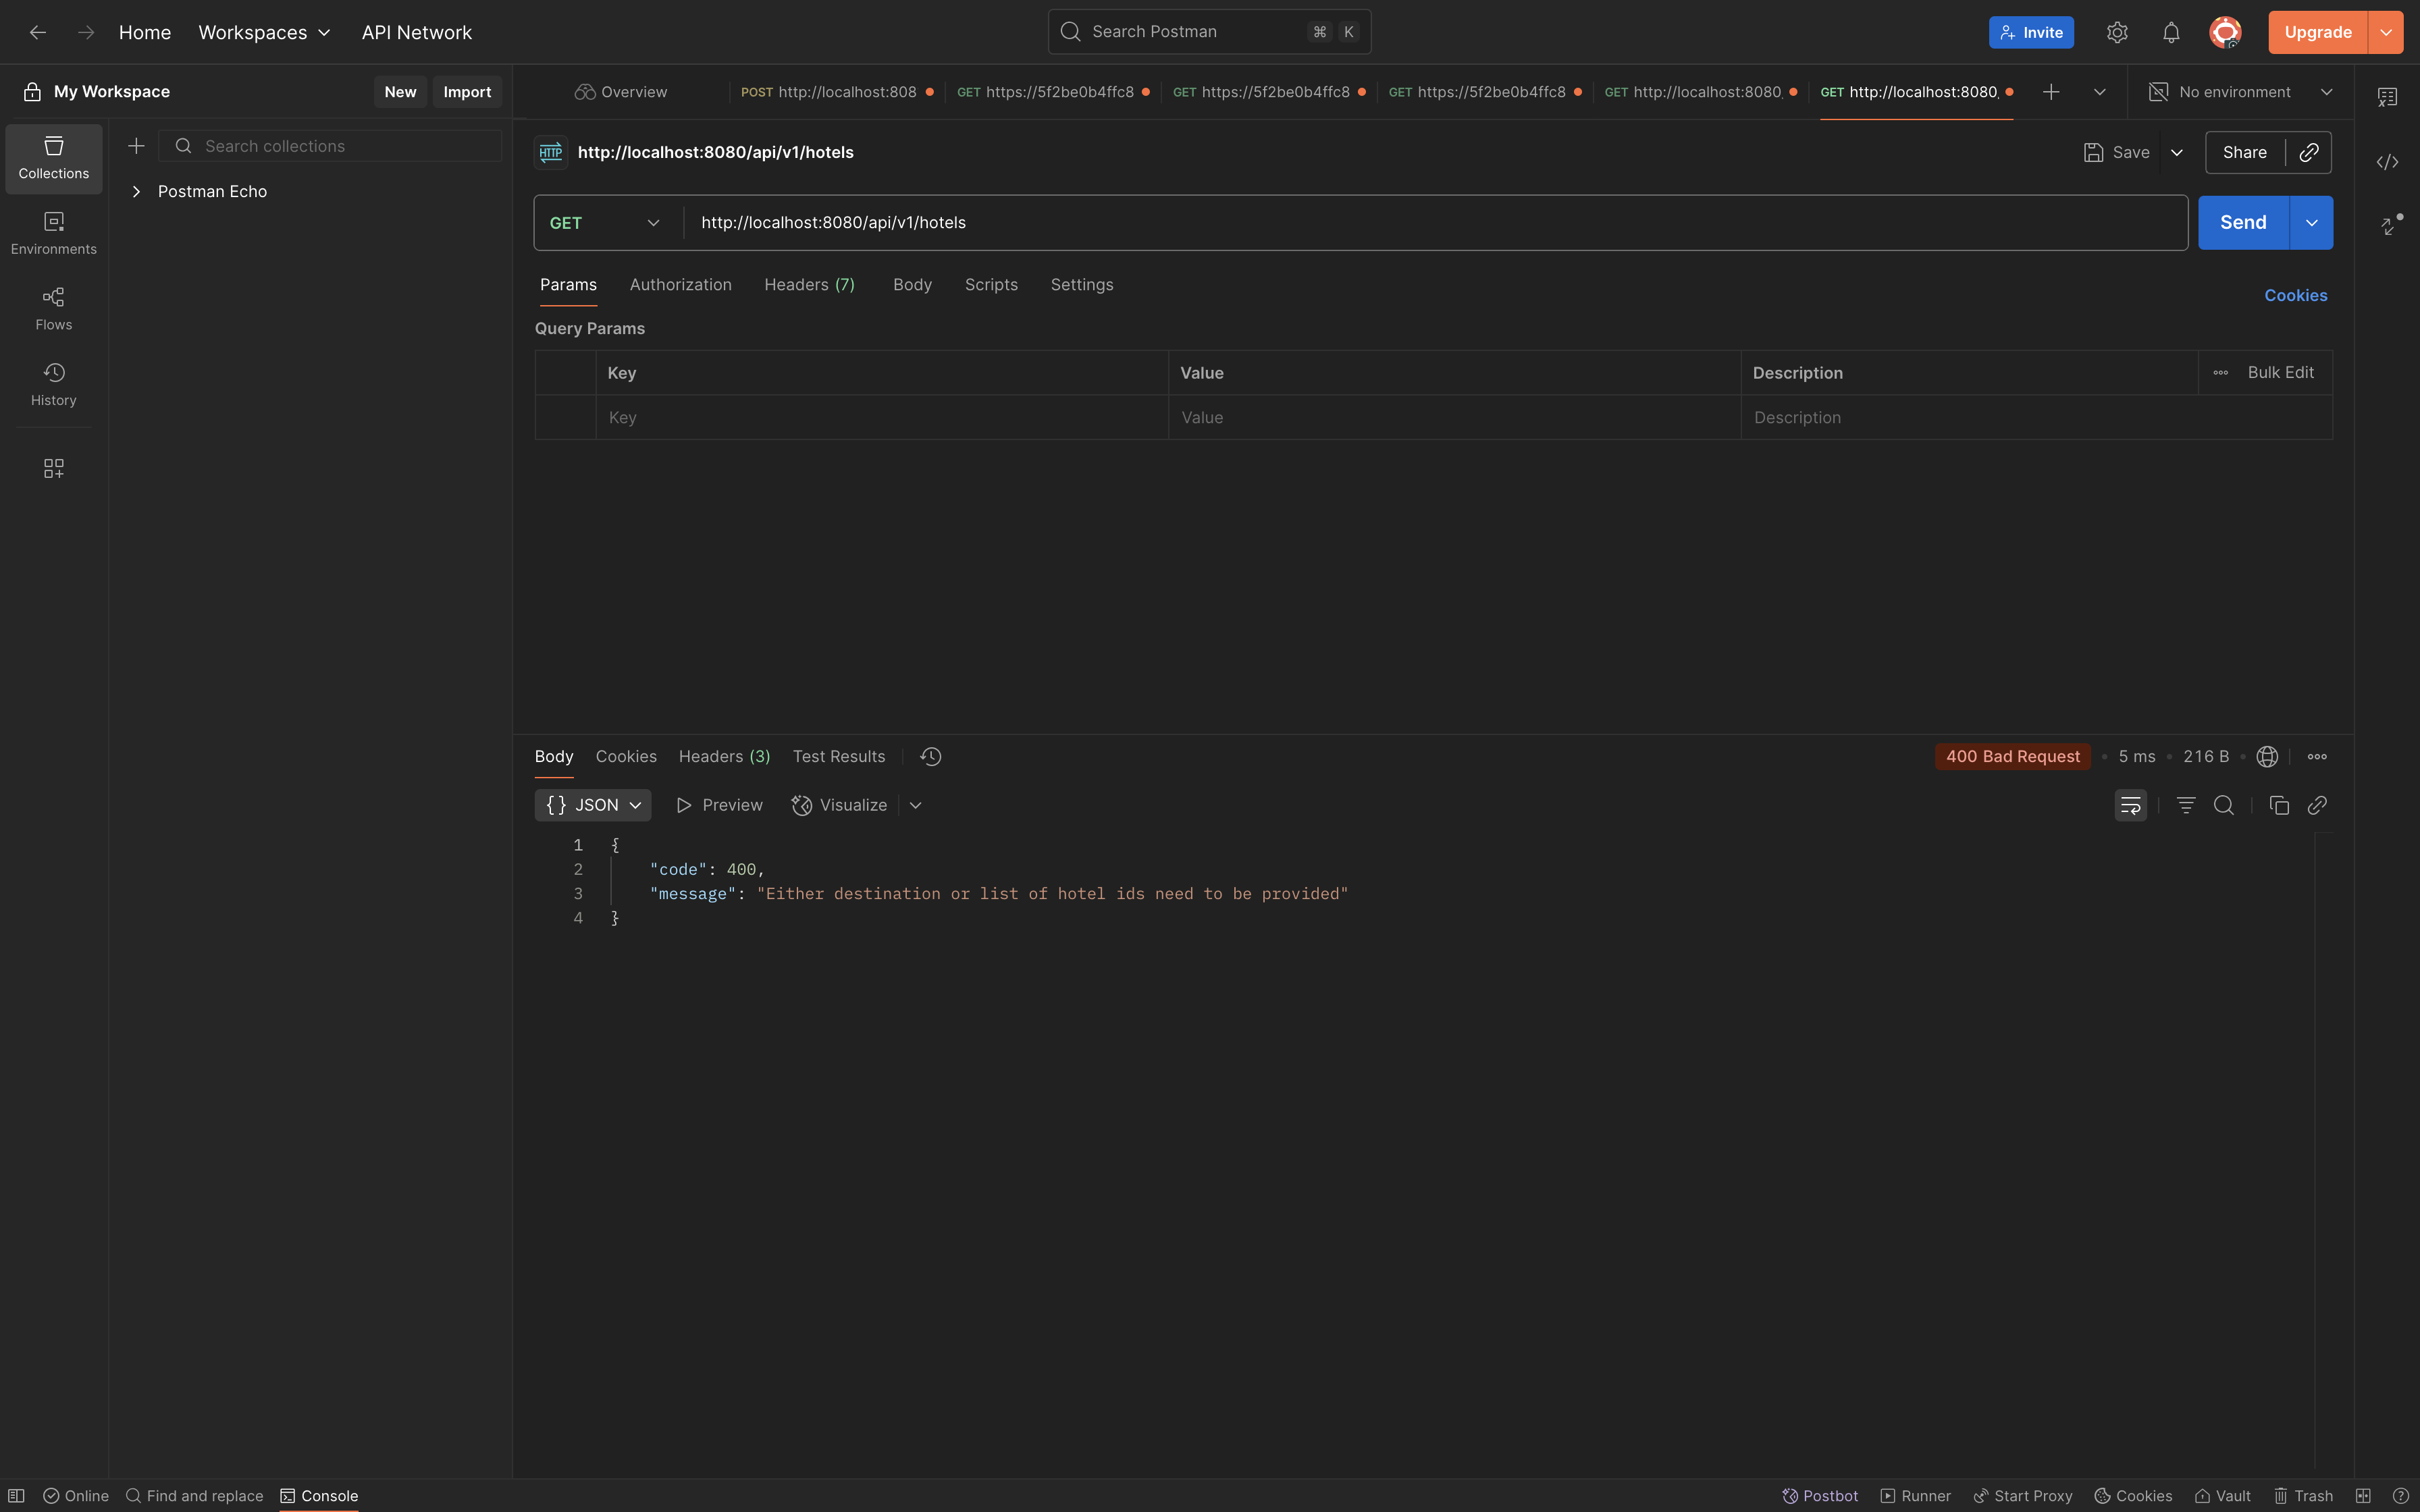 Home Workspaces API Network
Search Postman ⌘ K
Invite
Upgrade
My Workspace New Import
Overview POST http://localhost:808 GET https://5f2be0b4ffc8 GET https://5f2be0b4ffc8 GET https://5f2be0b4ffc8 GET http://localhost:8080 GET http://localhost:8080 No environment
Collections
Environments
Flows
History
Search collections
Postman Echo
HTTP http://localhost:8080/api/v1/hotels
Save Share
GET http://localhost:8080/api/v1/hotels Send
Params Authorization Headers (7) Body Scripts Settings
Cookies
Query Params
Key Value Description Bulk Edit
Key Value Description
Body Cookies Headers (3) Test Results 400 Bad Request • 5 ms • 216 B
{} JSON Preview Visualize
1 {
2 "code": 400,
3 "message": "Either destination or list of hotel ids need to be provided"
4 }
Online Find and replace Console Postbot Runner Start Proxy Cookies Vault Trash